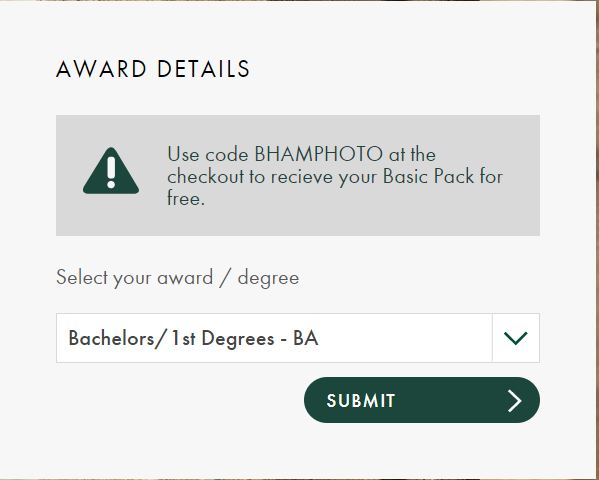 AWARD DETAILS
Use code BHAMPHOTO at the
checkout to recieve your Basic Pack for
free.
Select your award / degree
Bachelors/1st Degrees - BA
SUBMIT